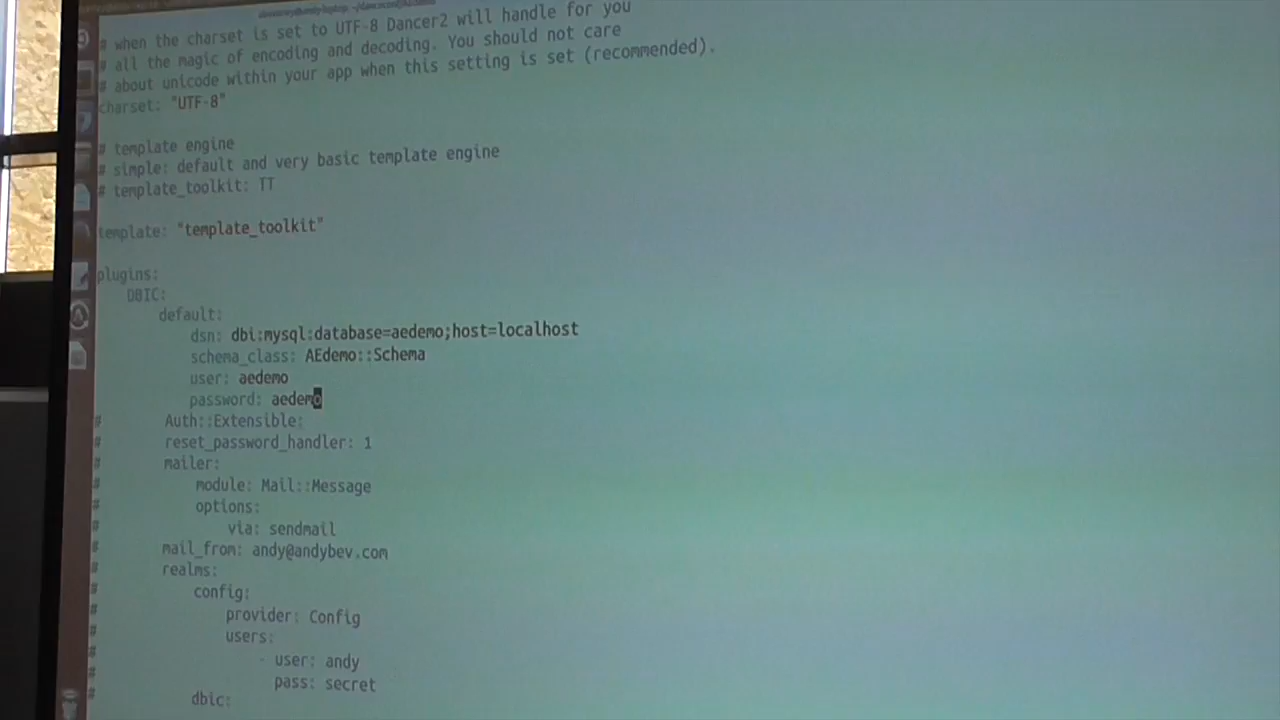 # when the charset is set to UTF-8 Dancer2 will handle for you
# all the magic of encoding and decoding. You should not care
# about unicode within your app when this setting is set (recommended).
charset: "UTF-8"
# template engine
# simple: default and very basic template engine
# template_toolkit: TT
template: "template_toolkit"
plugins:
DBIC:
default:
dsn: dbi:mysql:database=aedemo;host=localhost
schema_class: AEdemo::Schema
user: aedemo
password: aedemo
# Auth::Extensible:
# reset_password_handler: 1
# mailer:
# module: Mail::Message
# options:
# via: sendmail
# mail_from: andy@andybev.com
# realms:
# config:
# provider: Config
# users:
# - user: andy
# pass: secret
# dbic: